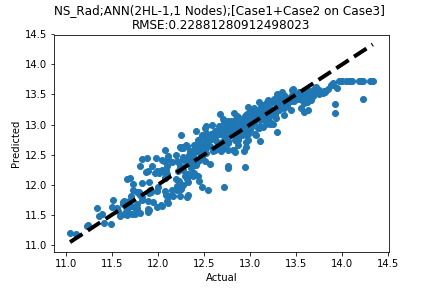 NS_Rad;ANN(2HL-1,1 Nodes);[Case1+Case2 on Case3]
RMSE:0.22881280912498023
14.5
14.0
13.5
13.0
12.5
12.0
11.5
11.0
Predicted
11.0 11.5 12.0 12.5 13.0 13.5 14.0 14.5
Actual